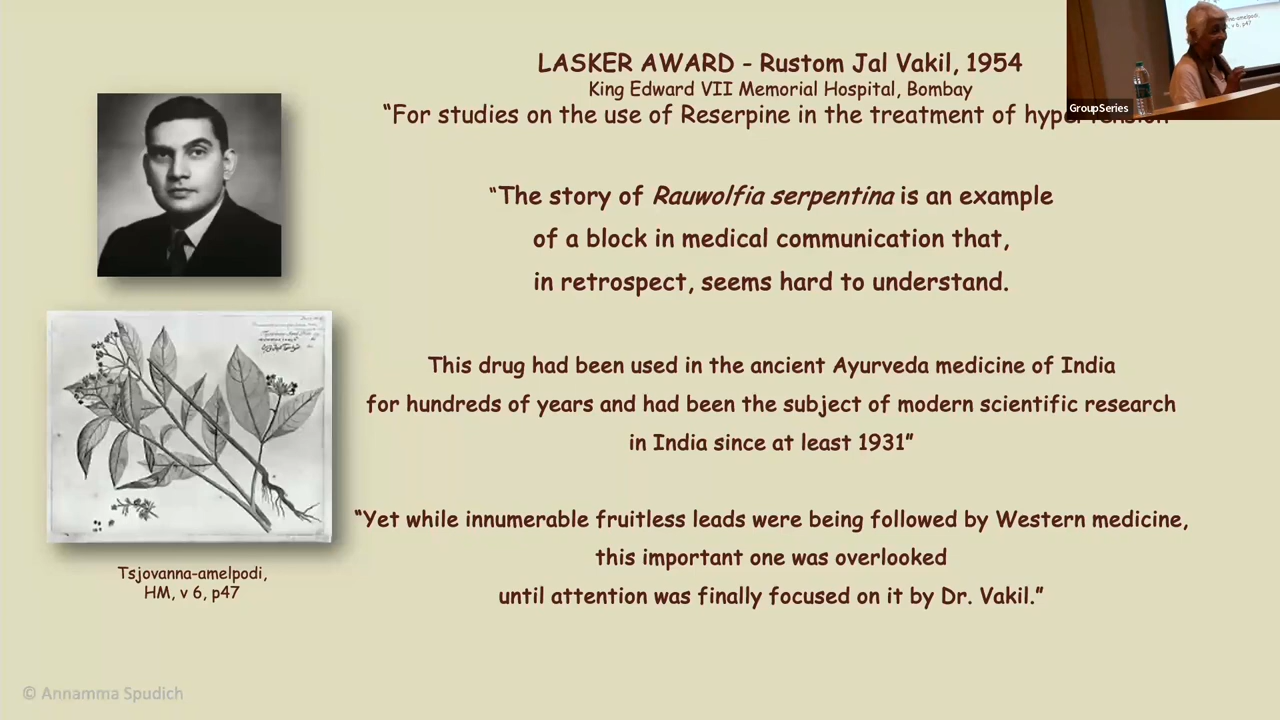 LASKER AWARD - Rustom Jal Vakil, 1954
King Edward VII Memorial Hospital, Bombay
“For studies on the use of Reserpine in the treatment of hypertension
“The story of Rauwolfia serpentina is an example
of a block in medical communication that,
in retrospect, seems hard to understand.
This drug had been used in the ancient Ayurveda medicine of India
for hundreds of years and had been the subject of modern scientific research
in India since at least 1931”
“Yet while innumerable fruitless leads were being followed by Western medicine,
this important one was overlooked
until attention was finally focused on it by Dr. Vakil.”
Tsjovanna-amelpodi,
HM, v 6, p47
© Annamma Spudich
GroupSeries
-amelpodi,
v 6, p47